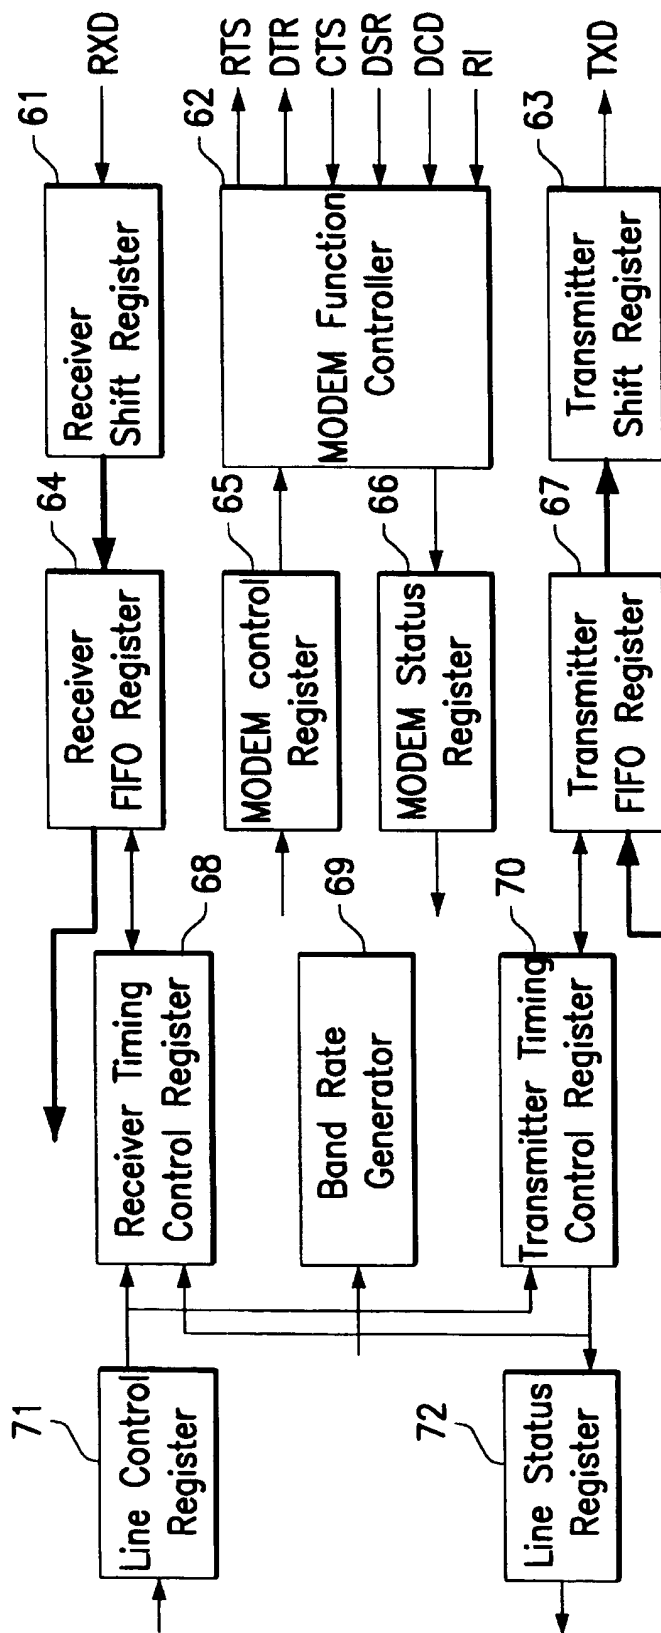 71
Line Control
Register
Receiver Timing
Control Register
68
Receiver
FIFO Register
64
Receiver
Shift Register
61
RXD
MODEM control
Register
65
MODEM Function
Controller
62
RTS
DTR
CTS
DSR
DCD
RI
Band Rate
Generator
69
MODEM Status
Register
66
72
Line Status
Register
Transmitter Timing
Control Register
70
Transmitter
FIFO Register
67
Transmitter
Shift Register
63
TXD